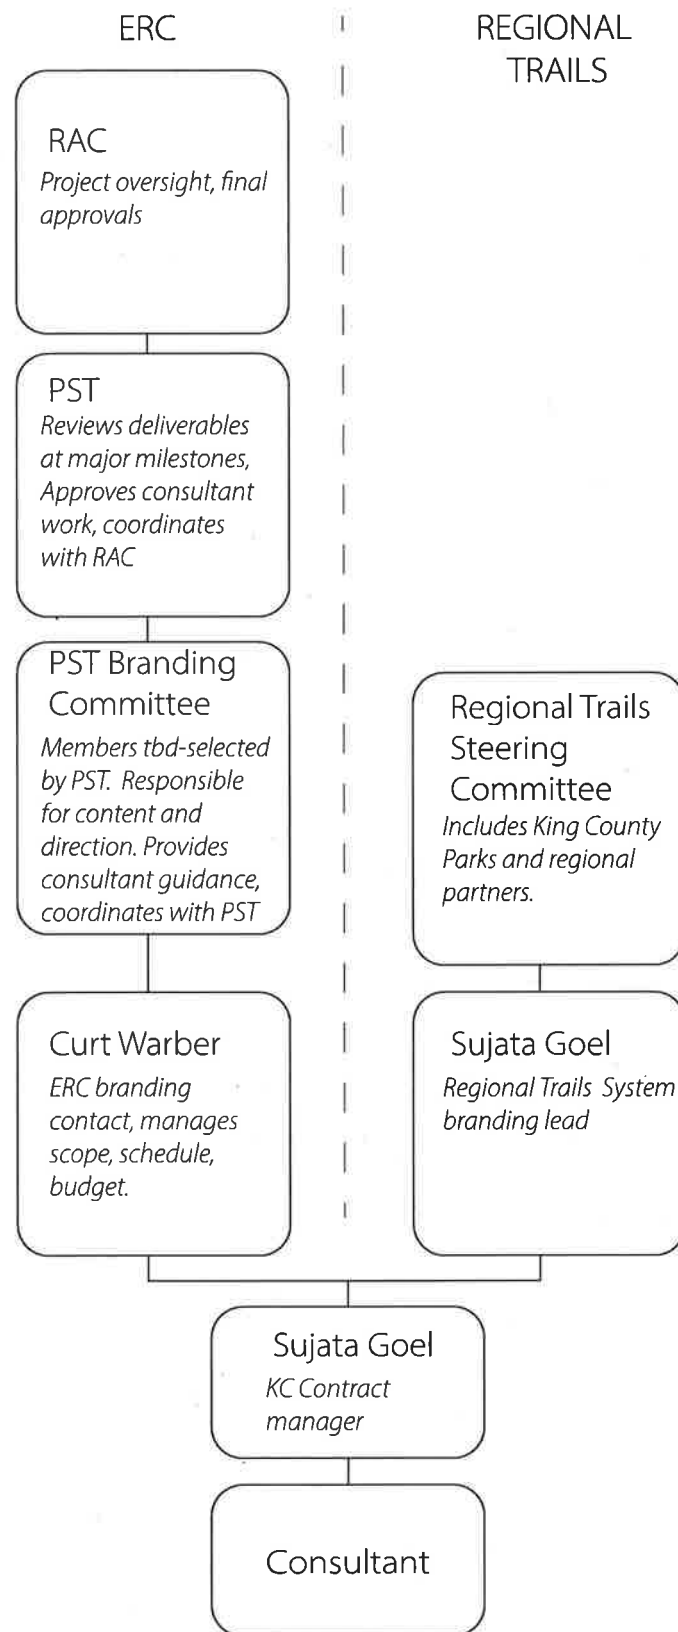 ERC
REGIONAL
TRAILS
RAC
Project oversight, final
approvals
PST
Reviews deliverables
at major milestones,
Approves consultant
work, coordinates
with RAC
PST Branding
Committee
Members tbd-selected
by PST. Responsible
for content and
direction. Provides
consultant guidance,
coordinates with PST
Regional Trails
Steering
Committee
Includes King County
Parks and regional
partners.
Curt Warber
ERC branding
contact, manages
scope, schedule,
budget.
Sujata Goel
Regional Trails System
branding lead
Sujata Goel
KC Contract
manager
Consultant